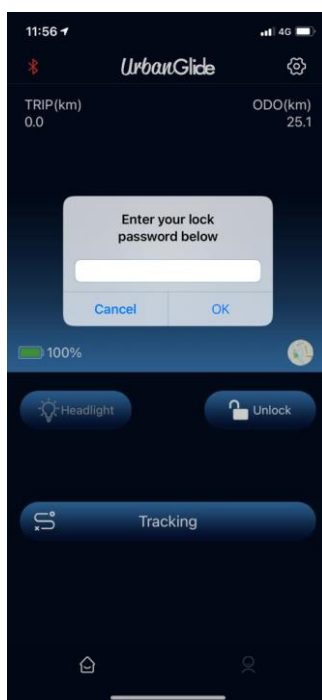 11:56
4G
UrbanGlide
TRIP(km)
ODO(km)
0.0
25.1
Enter your lock
password below
Cancel
OK
100%
Headlight
Unlock
Tracking